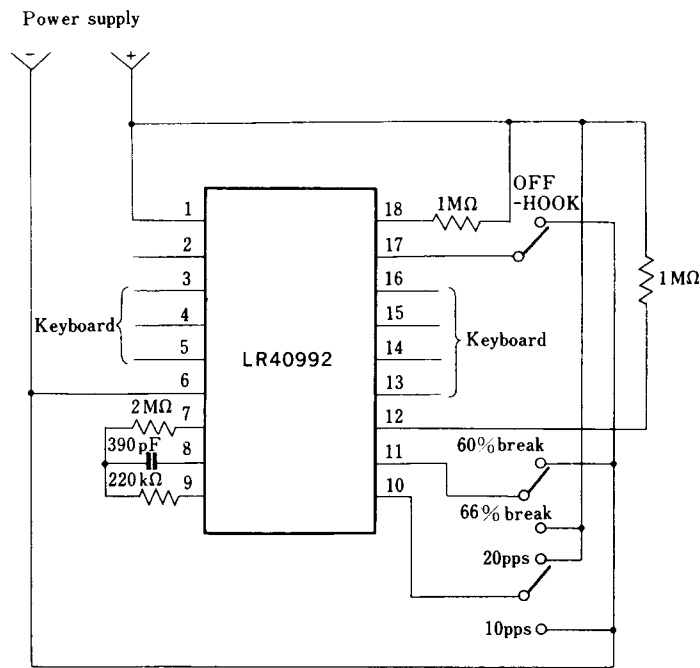 Power supply
−
+
1
2
3
4
5
6
7
8
9
Keyboard
2MΩ
390pF
220kΩ
LR40992
18
17
16
15
14
13
12
11
10
1MΩ
OFF
-HOOK
1MΩ
Keyboard
60%break
66%break
20pps
10pps